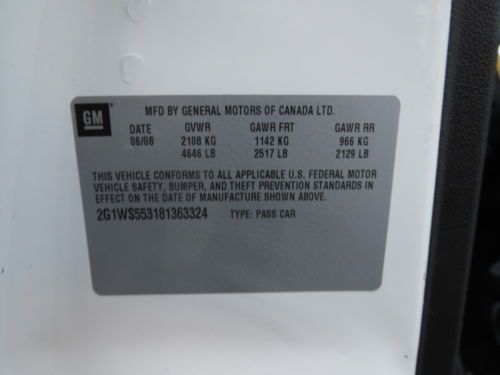 GM MFD BY GENERAL MOTORS OF CANADA LTD.
DATE GVWR GAWR FRT GAWR RR
06/08 2108 KG 1142 KG 966 KG
4646 LB 2517 LB 2129 LB
THIS VEHICLE CONFORMS TO ALL APPLICABLE U.S. FEDERAL MOTOR
VEHICLE SAFETY, BUMPER, AND THEFT PREVENTION STANDARDS IN
EFFECT ON THE DATE OF MANUFACTURE SHOWN ABOVE.
2G1WS553181363324 TYPE: PASS CAR